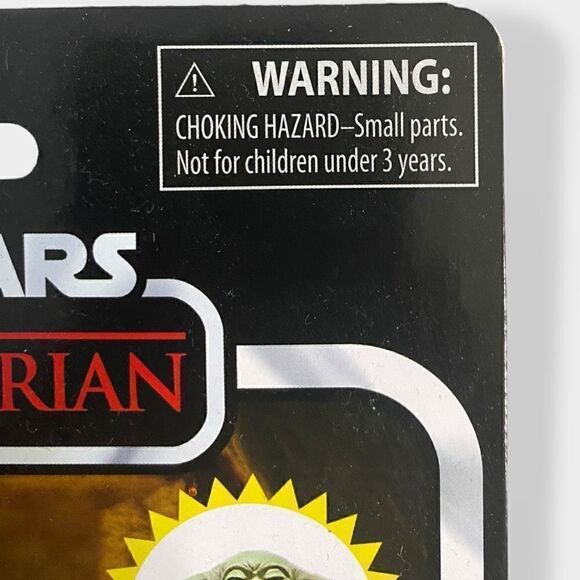 WARNING:
CHOKING HAZARD–Small parts.
Not for children under 3 years.
ARS
RIAN